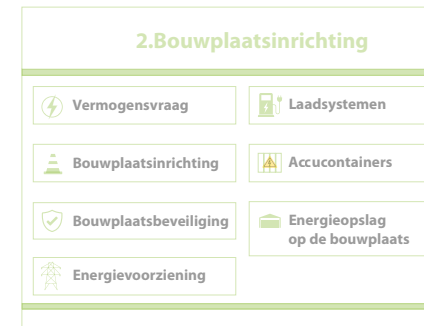 2.Bouwplaatsinrichting
Vermogensvraag
Laadsystemen
Bouwplaatsinrichting
Accucontainers
Bouwplaatsbeveiliging
Energieopslag
op de bouwplaats
Energievoorziening